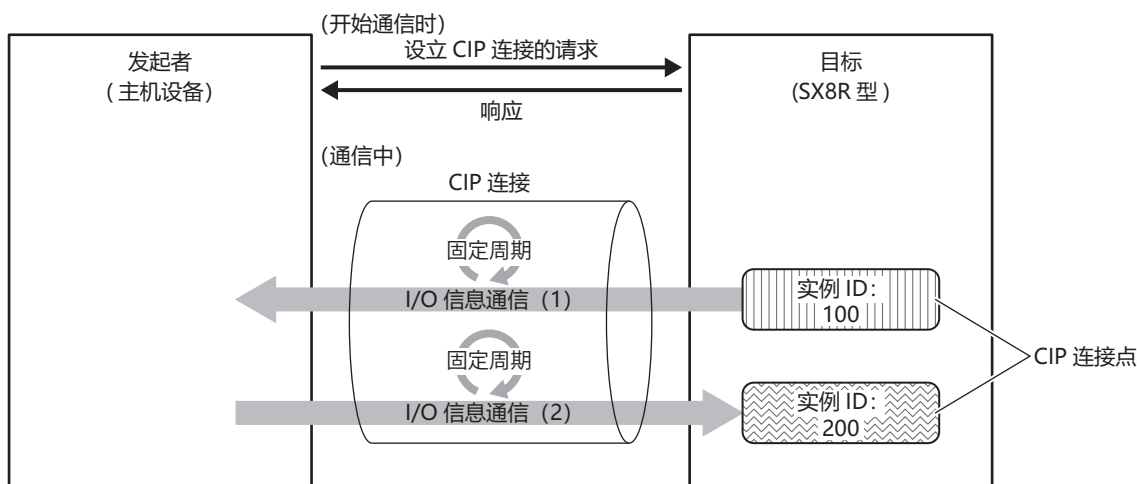 (开始通信时)
设立 CIP 连接的请求
发起者
( 主机设备)
目标
(SX8R 型 )
响应
(通信中)
CIP 连接
固定周期
I/O 信息通信（1）
实例 ID：
100
CIP 连接点
固定周期
I/O 信息通信（2）
实例 ID：
200